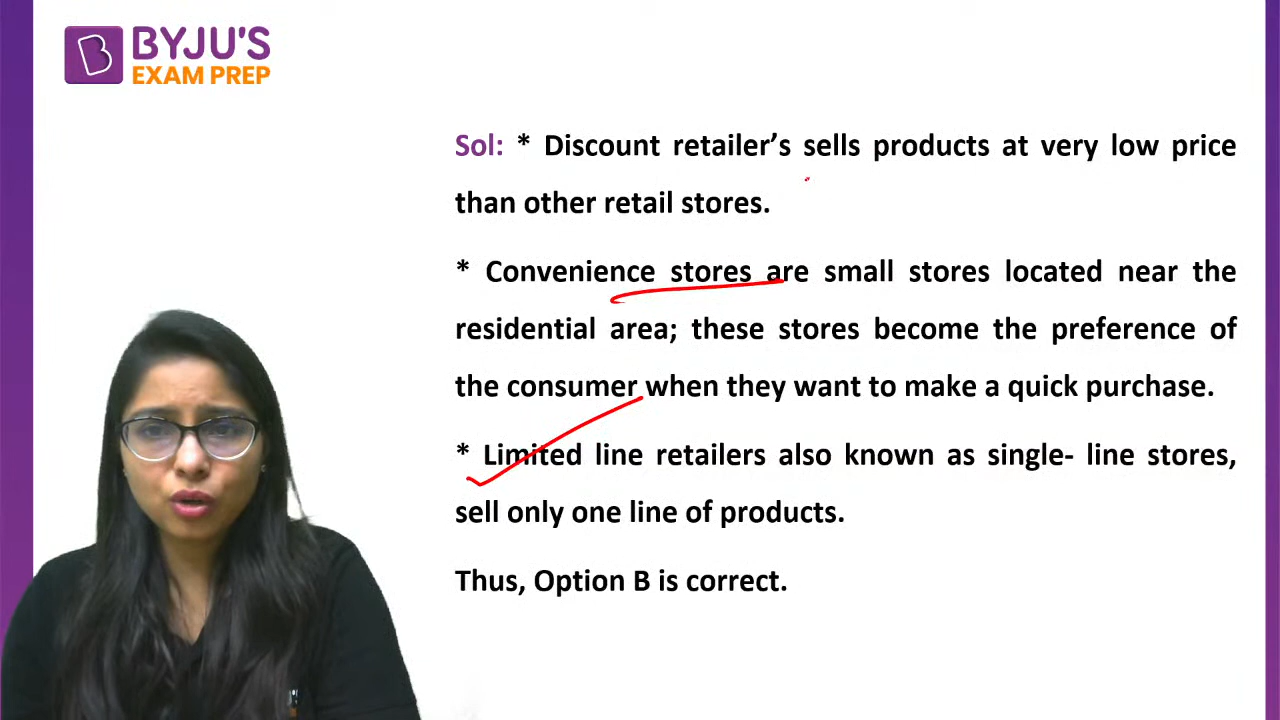 BYJU'S
EXAM PREP
Sol: * Discount retailer’s sells products at very low price
than other retail stores.
* Convenience stores are small stores located near the
residential area; these stores become the preference of
the consumer when they want to make a quick purchase.
* Limited line retailers also known as single- line stores,
sell only one line of products.
Thus, Option B is correct.